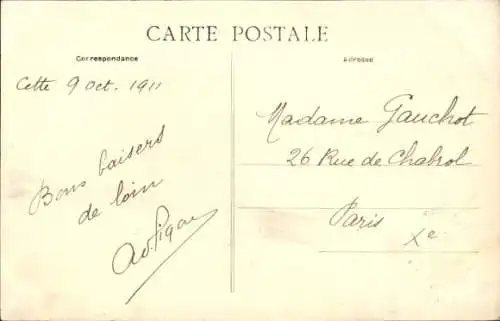 CARTE POSTALE
Correspondance
Adresse
Cette 9 Oct. 1911
Bons baisers
de loin
Madame Gauchot
26 Rue de Chabrol
Paris
Xe